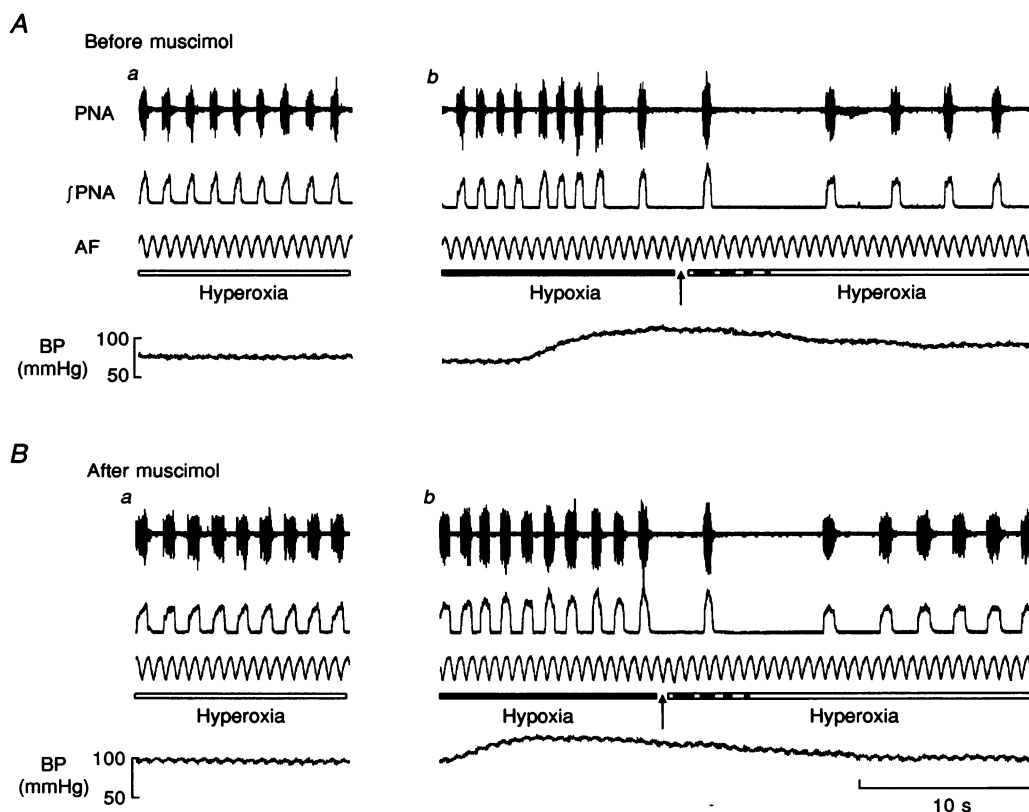 A
Before muscimol
a
b
PNA
∫PNA
AF
Hyperoxia
Hypoxia
Hyperoxia
BP
(mmHg)
100
50
B
After muscimol
a
b
Hyperoxia
Hypoxia
Hyperoxia
BP
(mmHg)
100
50
10 s